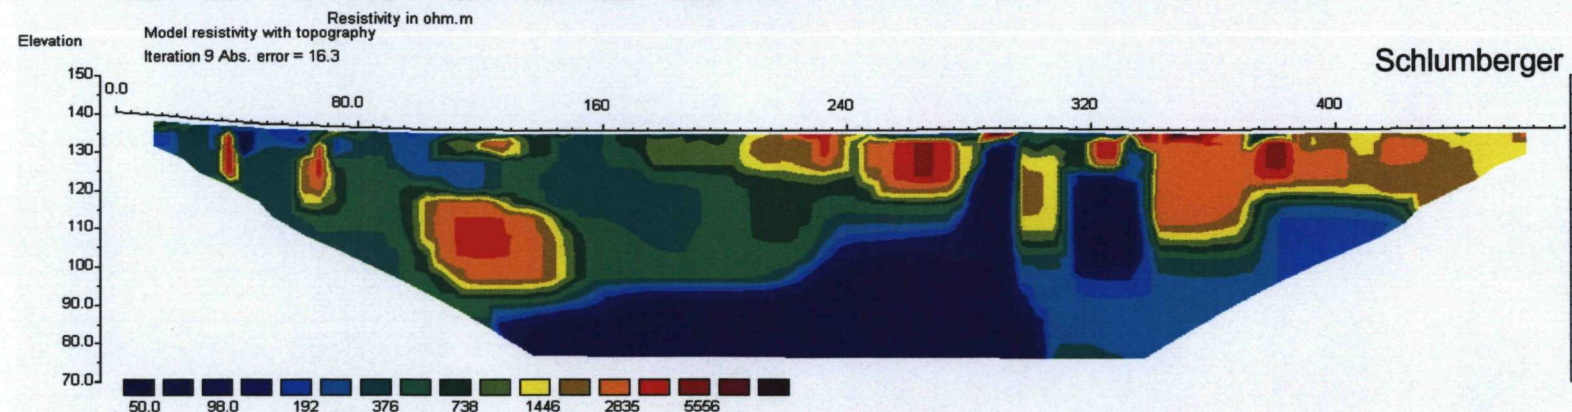 Resistivity in ohm.m
Model resistivity with topography
Elevation
Iteration 9 Abs. error = 16.3
Schlumberger
150
0.0
80.0 160 240 320 400
140
130
120
110
100
90.0
80.0
70.0
50.0 98.0 192 376 738 1446 2835 5556